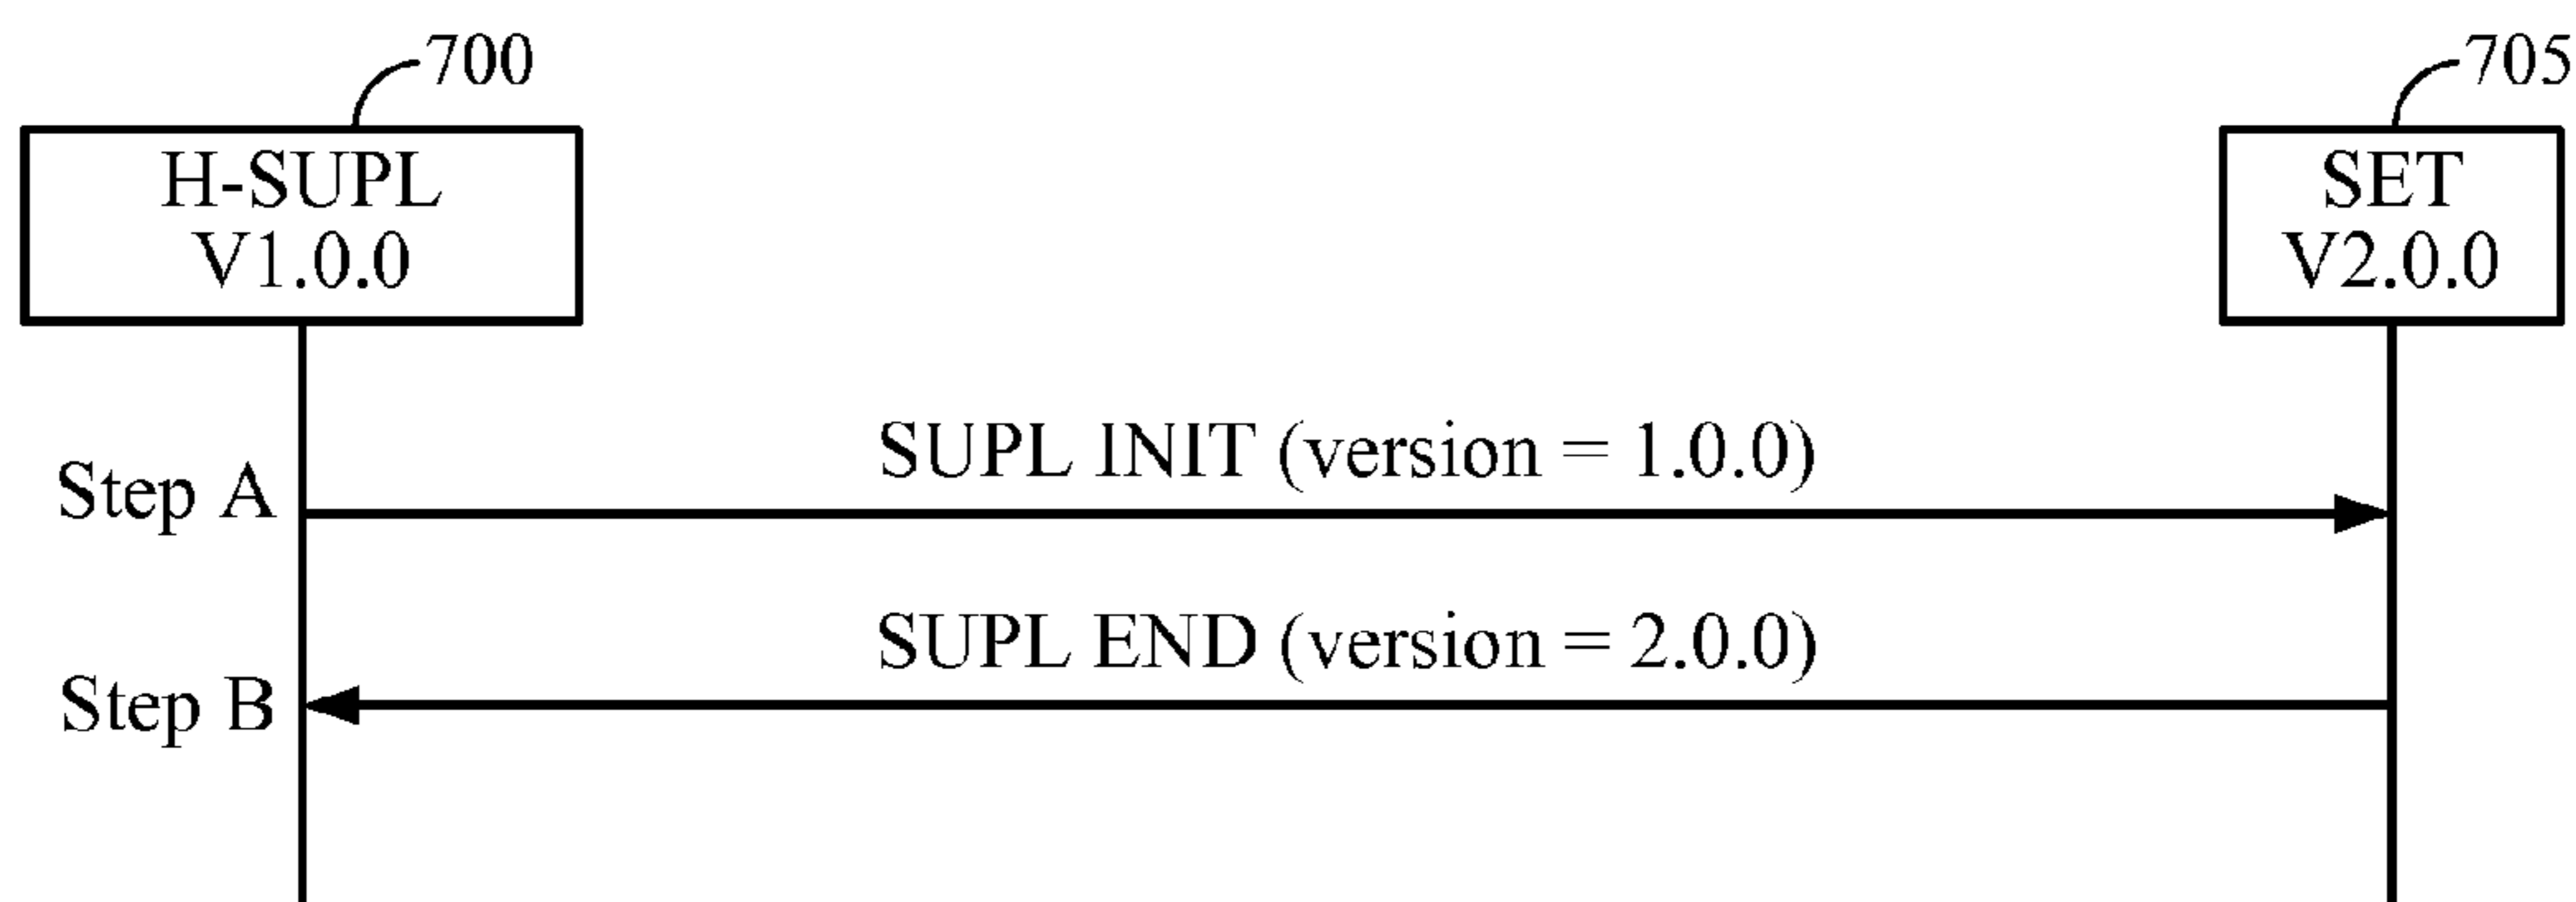 700
705
H-SUPL
V1.0.0
SET
V2.0.0
SUPL INIT (version = 1.0.0)
Step A
SUPL END (version = 2.0.0)
Step B